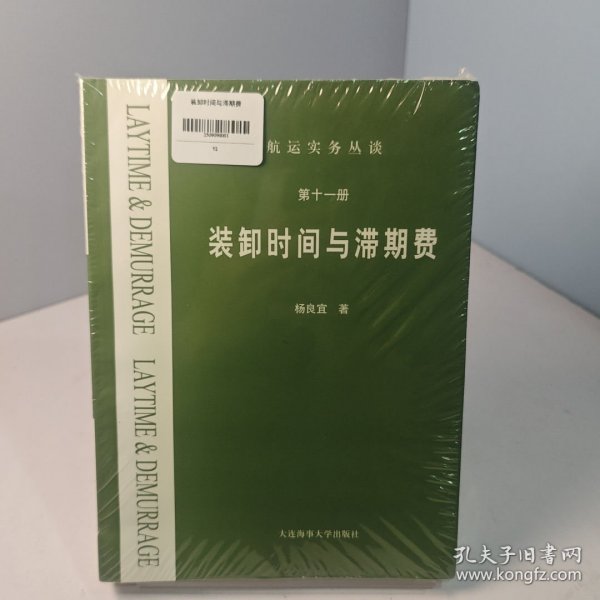 装卸时间与滞期费
2509090001
10
航运实务丛谈
第十一册
装卸时间与滞期费
杨良宜 著
大连海事大学出版社
LAYTIME & DEMURRAGE LAYTIME & DEMURRAGE
孔夫子旧书网
www.kongfz.com